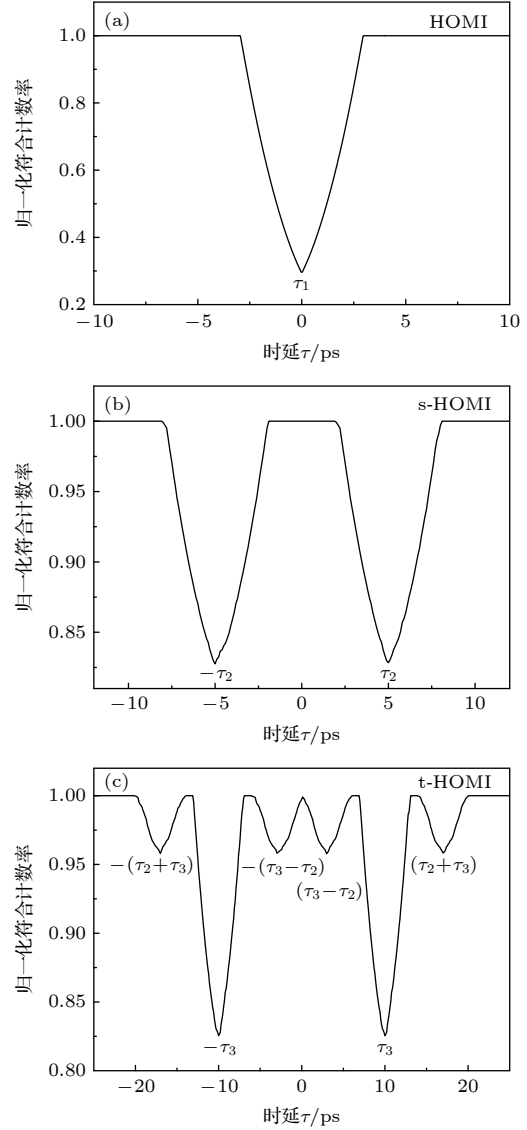 (a) HOMI
1.0
0.8
0.6
0.4
0.2
归一化符合计数率
τ₁
−10 −5 0 5 10
时延τ/ps
(b) s-HOMI
1.00
0.95
0.90
0.85
归一化符合计数率
−τ₂ τ₂
−10 −5 0 5 10
时延τ/ps
(c) t-HOMI
1.00
0.95
0.90
0.85
0.80
归一化符合计数率
−(τ₂+τ₃) −(τ₃−τ₂) (τ₂+τ₃)
(τ₃−τ₂)
−τ₃ τ₃
−20 −10 0 10 20
时延τ/ps